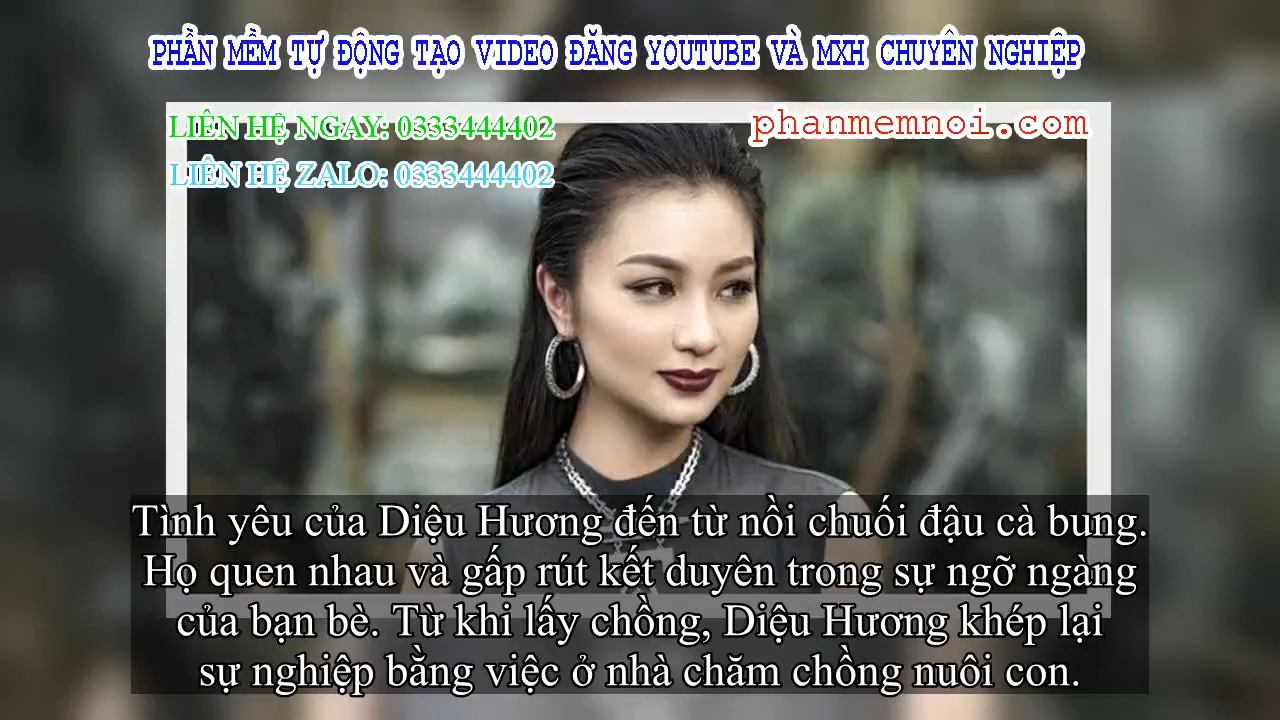 PHẦN MỀM TỰ ĐỘNG TẠO VIDEO ĐĂNG YOUTUBE VÀ MXH CHUYÊN NGHIỆP
LIÊN HỆ NGAY: 0333444402
phanmemnoi.com
LIÊN HỆ ZALO: 0333444402
Tình yêu của Diệu Hương đến từ nồi chuối đậu cà bung.
Họ quen nhau và gấp rút kết duyên trong sự ngỡ ngàng
của bạn bè. Từ khi lấy chồng, Diệu Hương khép lại
sự nghiệp bằng việc ở nhà chăm chồng nuôi con.